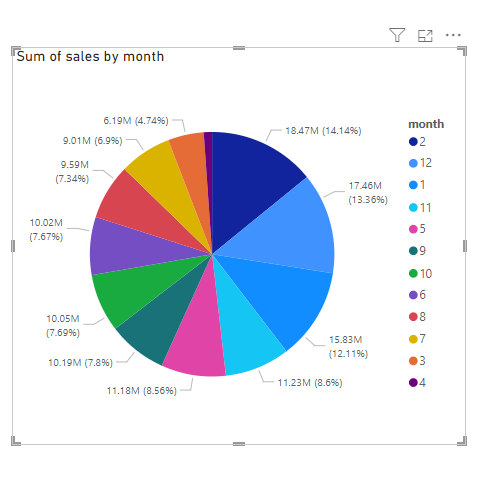 Sum of sales by month
month
2
12
1
11
5
9
10
6
8
7
3
4
18.47M (14.14%)
17.46M
(13.36%)
15.83M
(12.11%)
11.23M (8.6%)
11.18M (8.56%)
10.19M (7.8%)
10.05M
(7.69%)
10.02M
(7.67%)
9.59M
(7.34%)
9.01M (6.9%)
6.19M (4.74%)